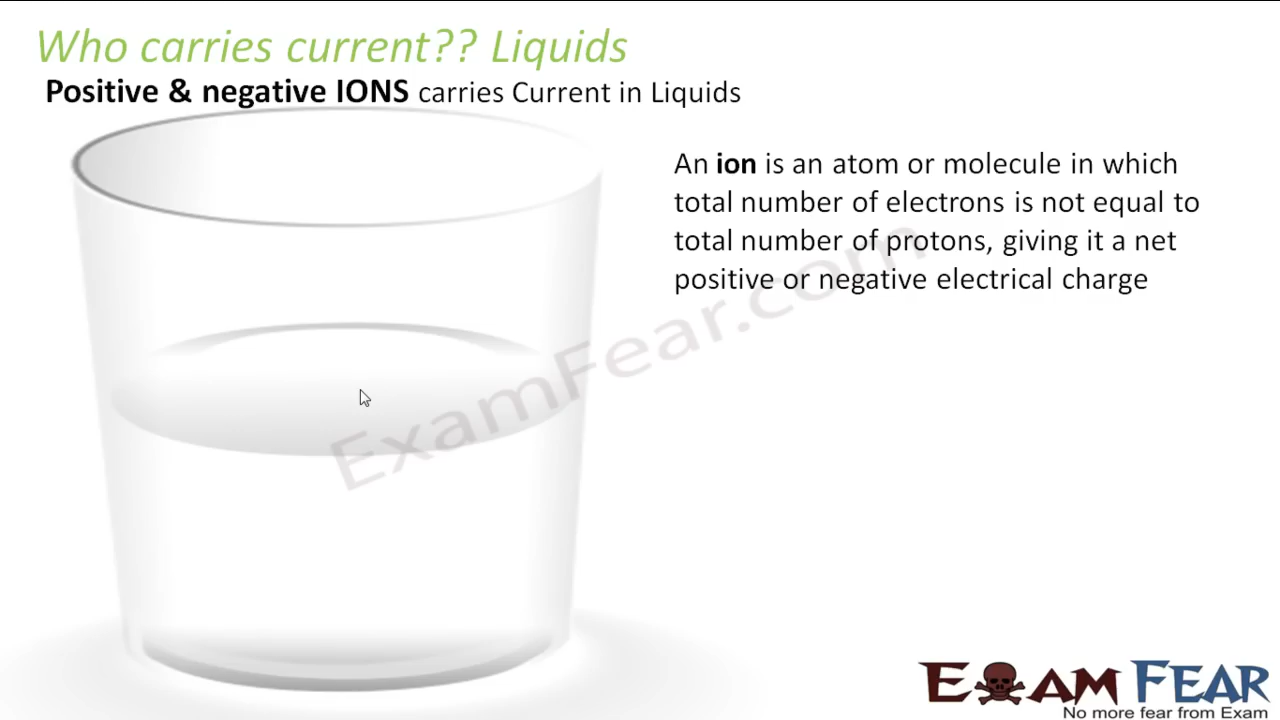 Who carries current?? Liquids
Positive & negative IONS carries Current in Liquids
An ion is an atom or molecule in which
total number of electrons is not equal to
total number of protons, giving it a net
positive or negative electrical charge
ExamFear.com
EXAM FEAR
No more fear from Exam